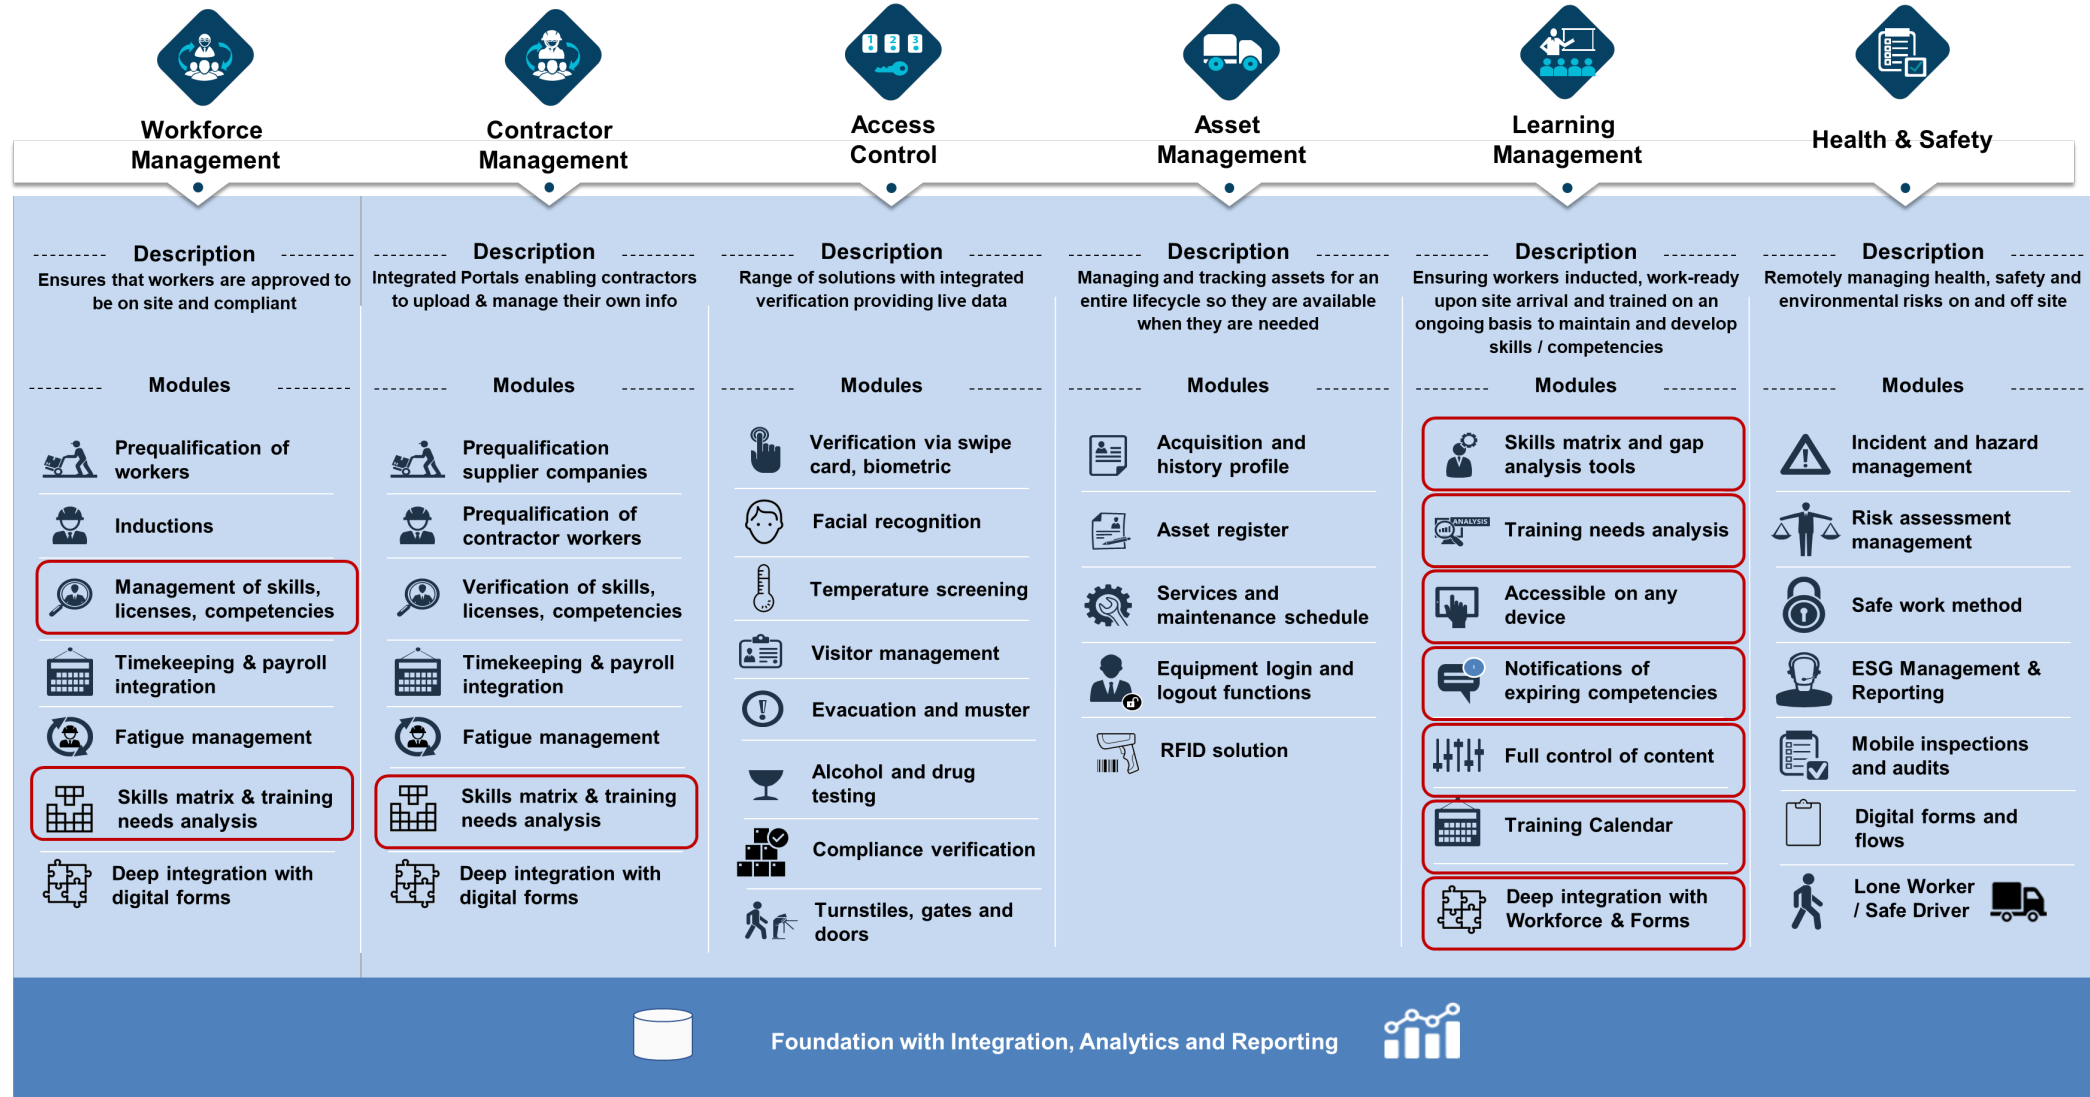 1 2 3
Workforce
Management
Contractor
Management
Access
Control
Asset
Management
Learning
Management
Health & Safety
Description
Ensures that workers are approved to
be on site and compliant
Modules
Prequalification of
workers
Inductions
Management of skills,
licenses, competencies
Timekeeping & payroll
integration
Fatigue management
Skills matrix & training
needs analysis
Deep integration with
digital forms
Description
Integrated Portals enabling contractors
to upload & manage their own info
Modules
Prequalification
supplier companies
Prequalification of
contractor workers
Verification of skills,
licenses, competencies
Timekeeping & payroll
integration
Fatigue management
Skills matrix & training
needs analysis
Deep integration with
digital forms
Description
Range of solutions with integrated
verification providing live data
Modules
Verification via swipe
card, biometric
Facial recognition
Temperature screening
Visitor management
Evacuation and muster
Alcohol and drug
testing
Compliance verification
Turnstiles, gates and
doors
Description
Managing and tracking assets for an
entire lifecycle so they are available
when they are needed
Modules
Acquisition and
history profile
Asset register
Services and
maintenance schedule
Equipment login and
logout functions
RFID solution
Description
Ensuring workers inducted, work-ready
upon site arrival and trained on an
ongoing basis to maintain and develop
skills / competencies
Modules
Skills matrix and gap
analysis tools
ANALYSIS
Training needs analysis
Accessible on any
device
Notifications of
expiring competencies
Full control of content
Training Calendar
Deep integration with
Workforce & Forms
Description
Remotely managing health, safety and
environmental risks on and off site
Modules
Incident and hazard
management
Risk assessment
management
Safe work method
ESG Management &
Reporting
Mobile inspections
and audits
Digital forms and
flows
Lone Worker
/ Safe Driver
Foundation with Integration, Analytics and Reporting